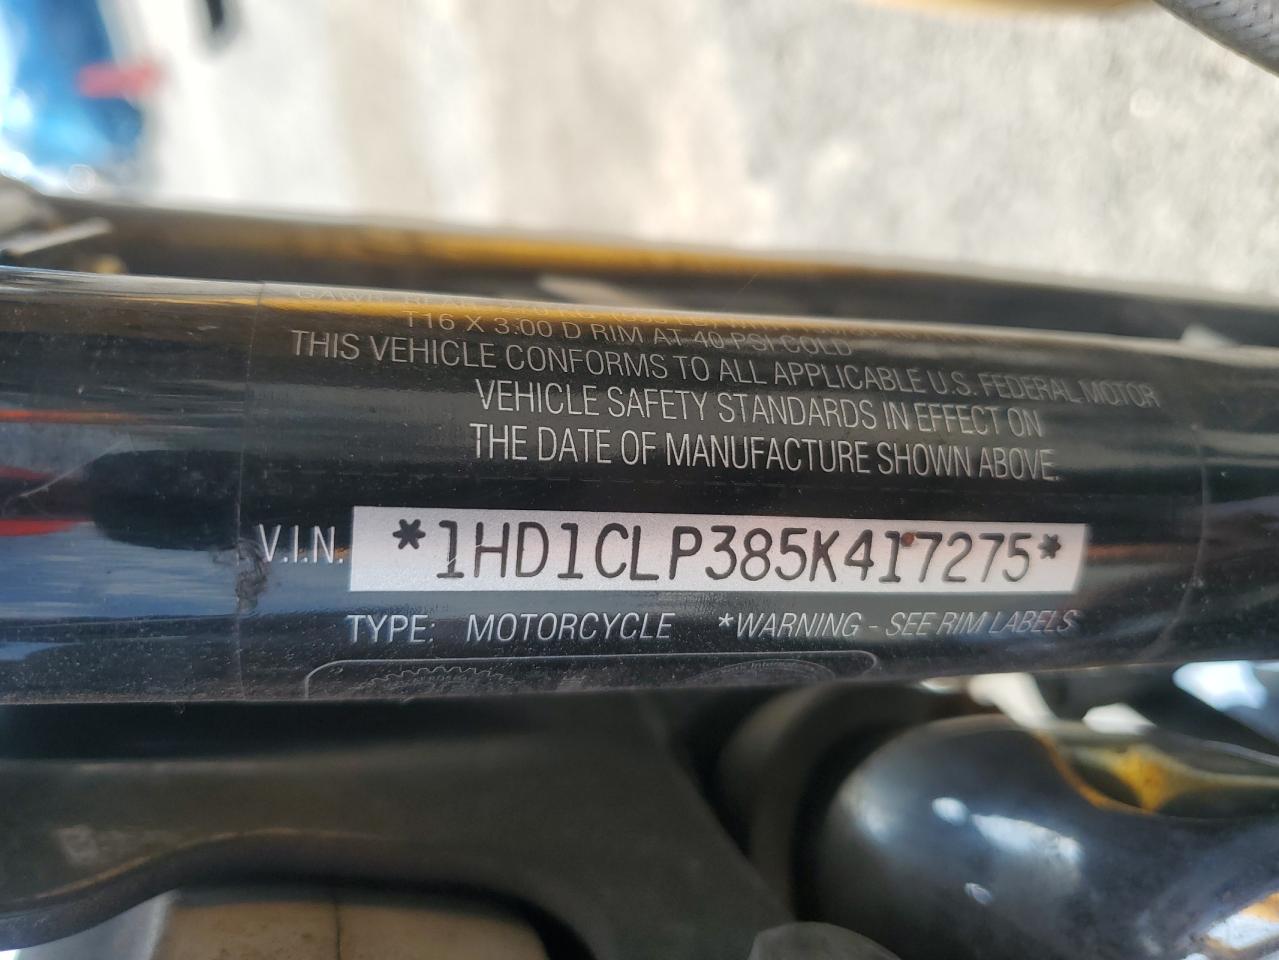 T16 X 3.00 D RIM AT 40 PSI COLD
THIS VEHICLE CONFORMS TO ALL APPLICABLE U.S. FEDERAL MOTOR
VEHICLE SAFETY STANDARDS IN EFFECT ON
THE DATE OF MANUFACTURE SHOWN ABOVE.
V.I.N. *1HD1CLP385K417275*
TYPE: MOTORCYCLE *WARNING - SEE RIM LABELS